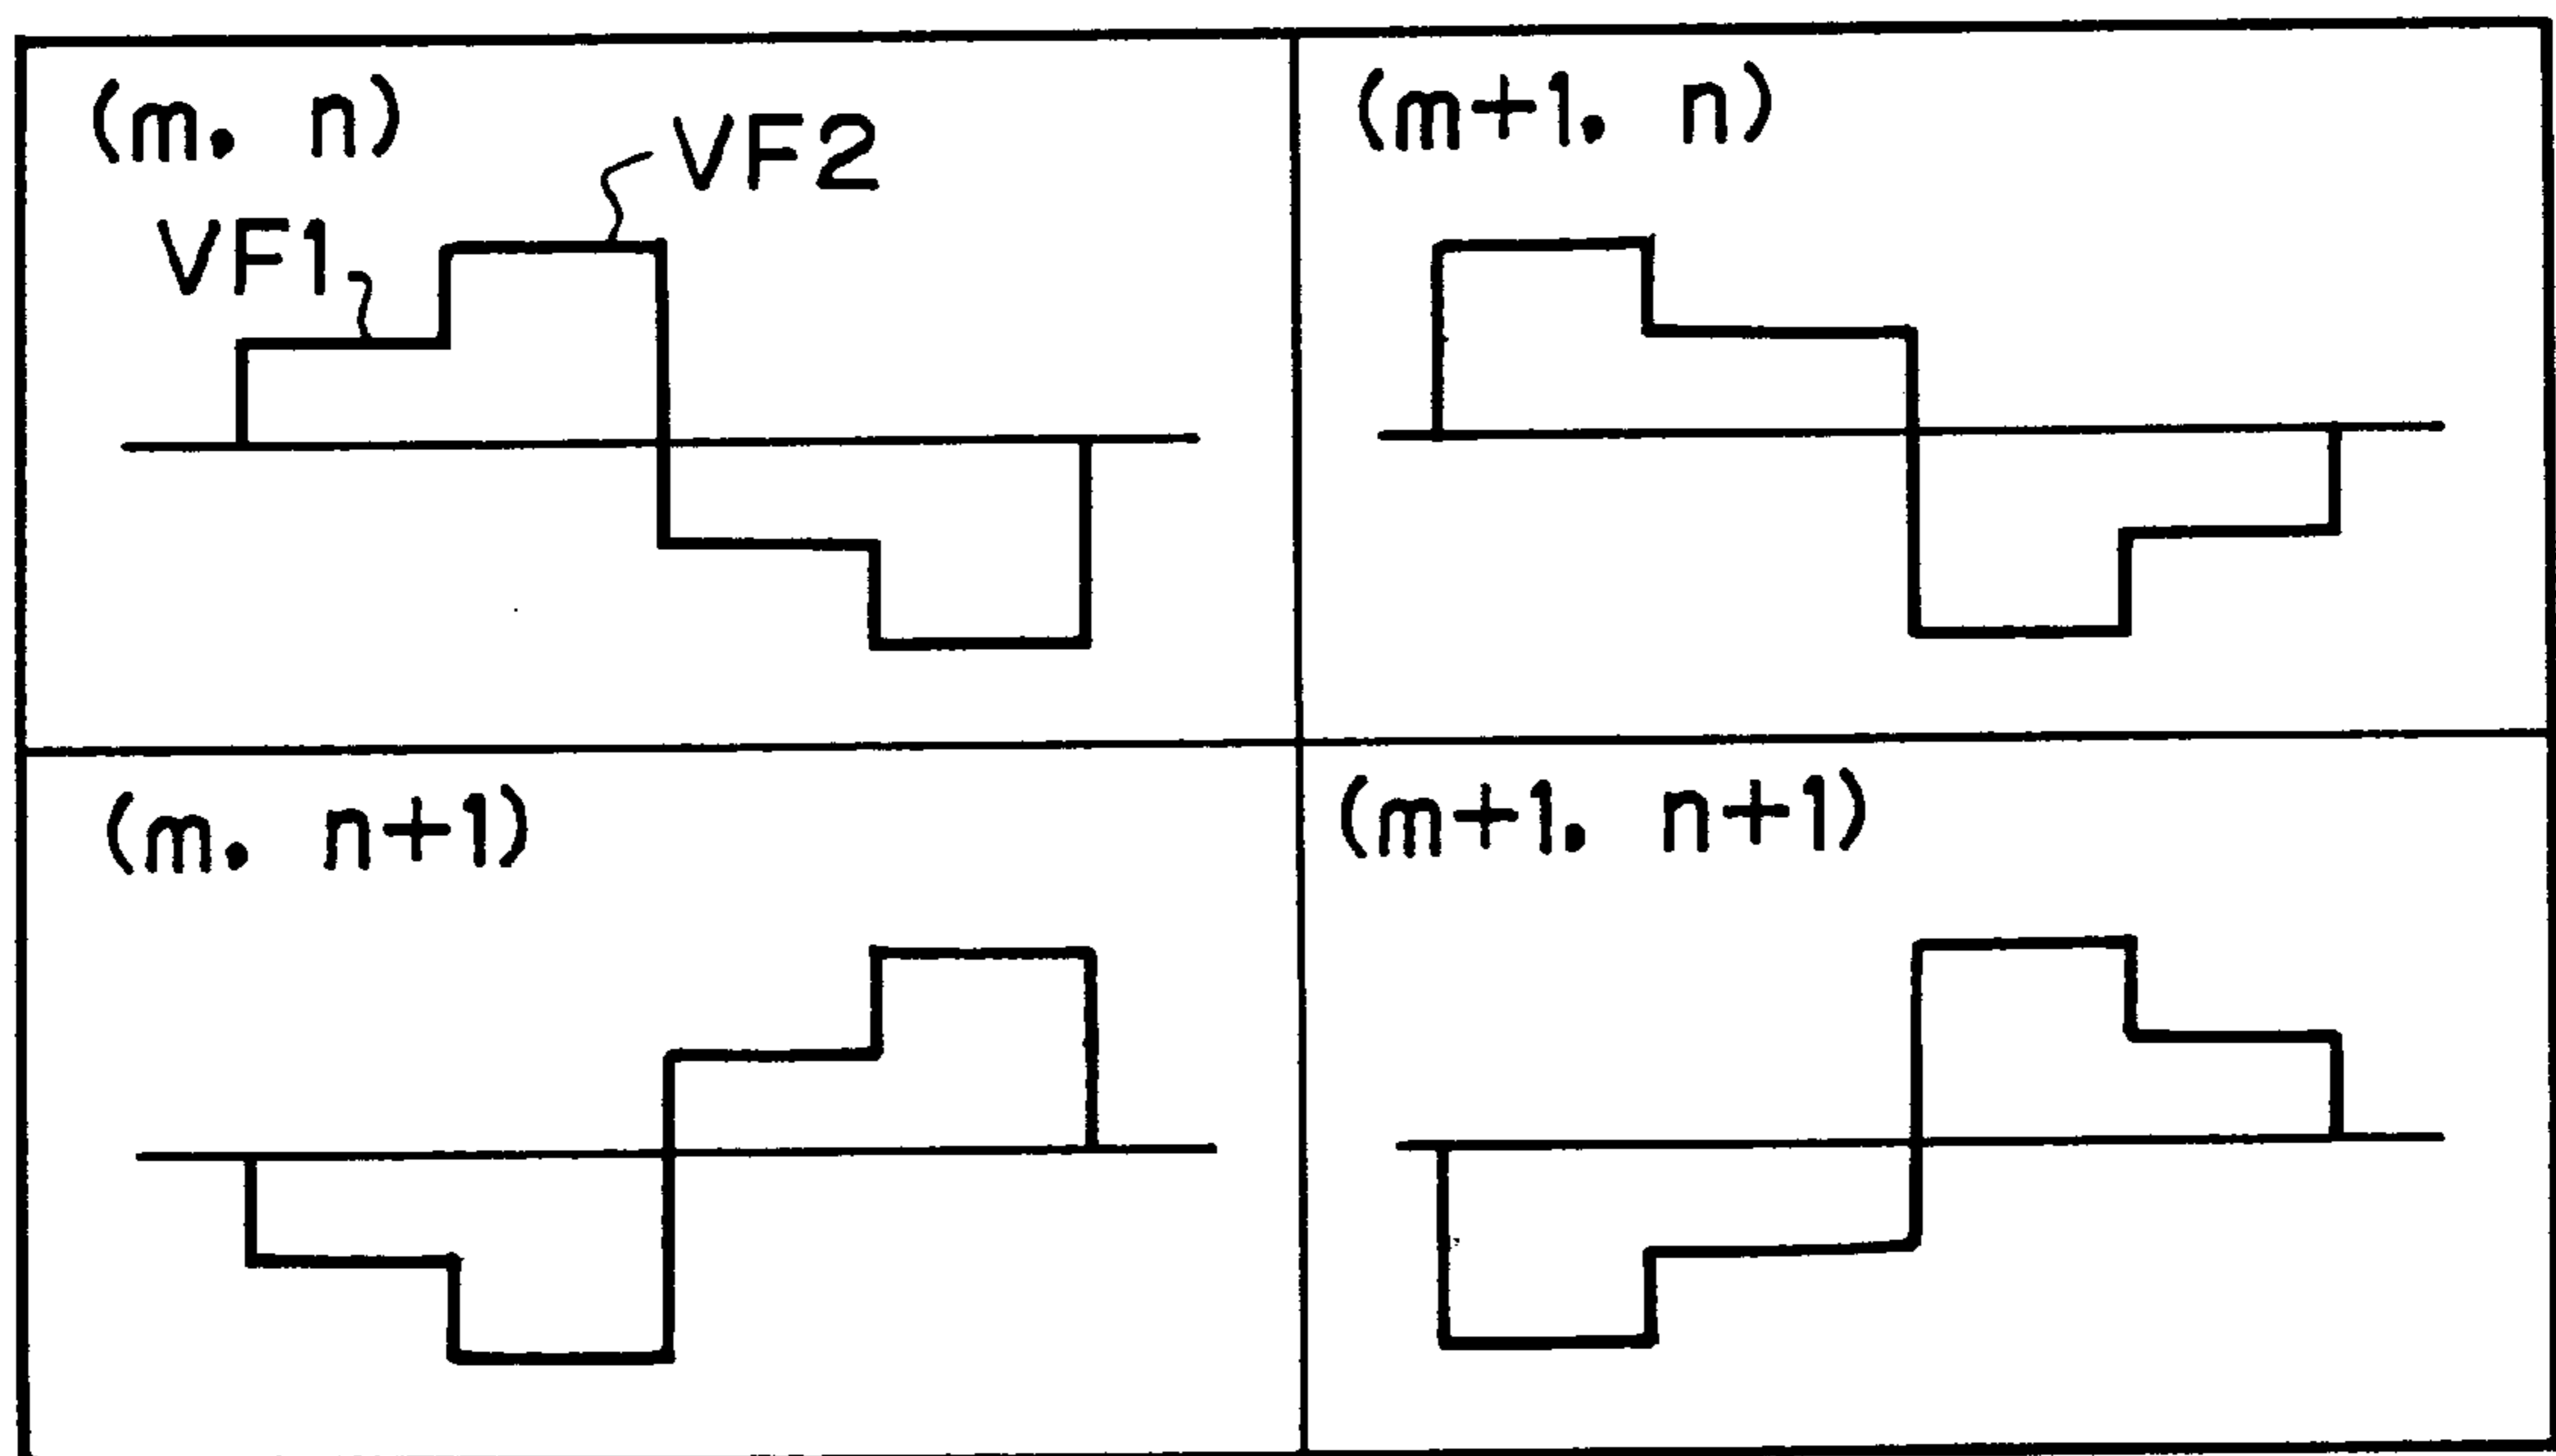 (m, n)
VF2
VF1
(m+1, n)
(m, n+1)
(m+1, n+1)